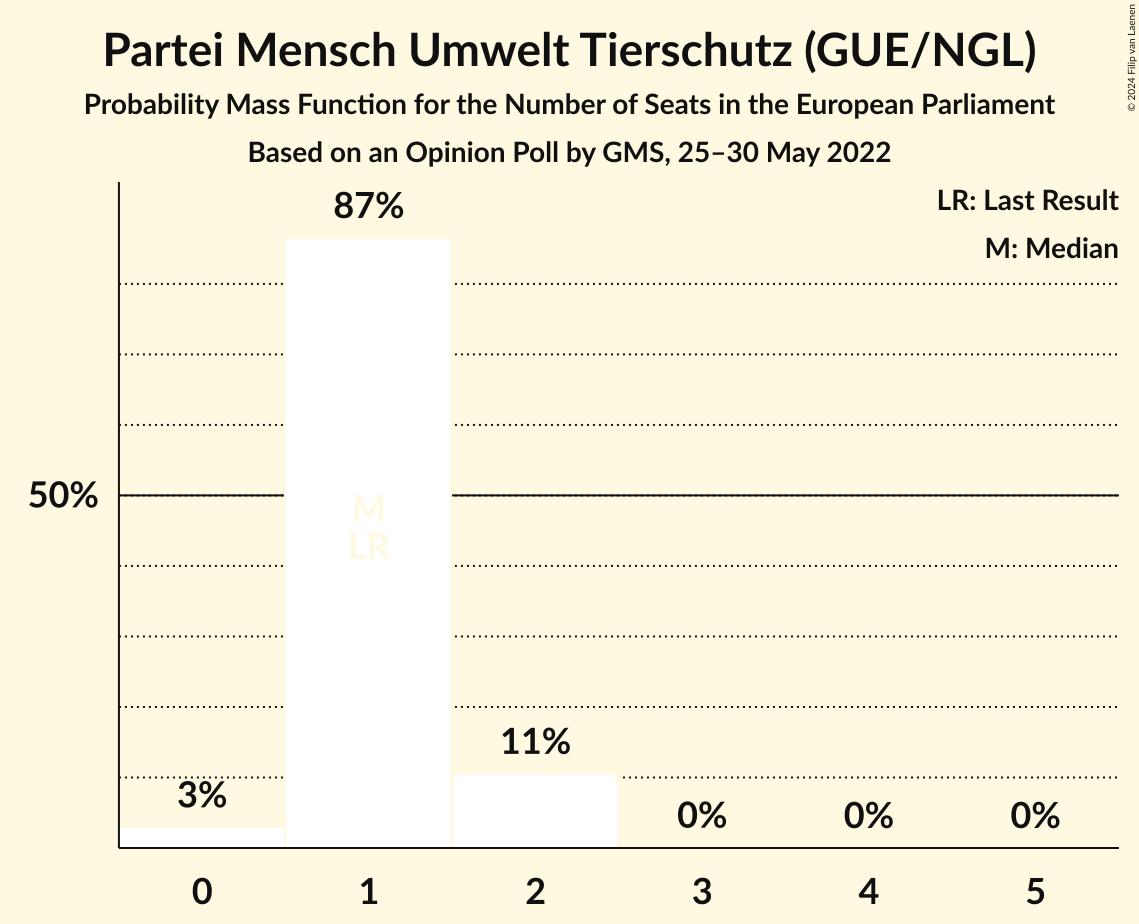 Partei Mensch Umwelt Tierschutz (GUE/NGL)
Probability Mass Function for the Number of Seats in the European Parliament
Based on an Opinion Poll by GMS, 25–30 May 2022
© 2024 Filip van Laenen
LR: Last Result
M: Median
87%
50%
M
LR
11%
3%
0%
0%
0%
0
1
2
3
4
5